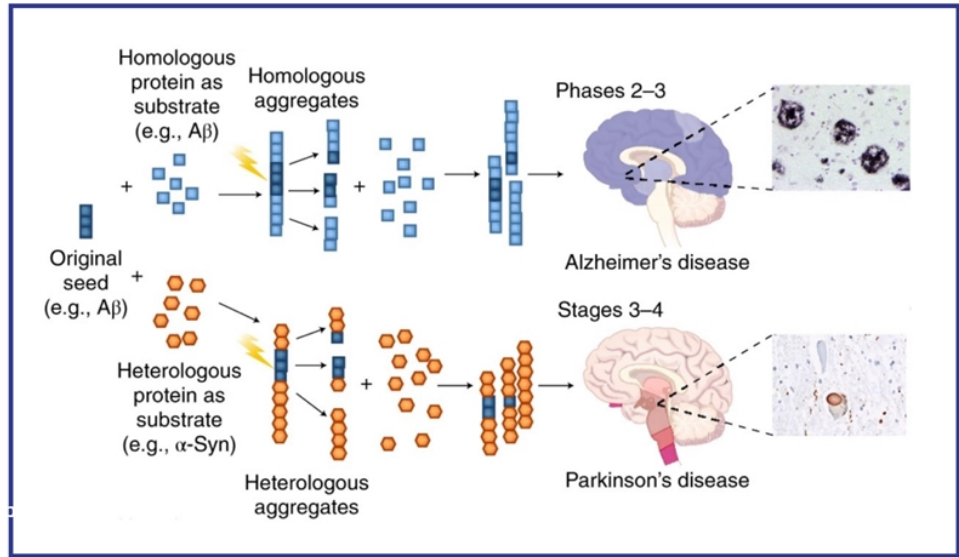 Homologous
protein as
substrate
(e.g., Aβ)
Homologous
aggregates
Phases 2–3
+
+
Original
seed
(e.g., Aβ)
Alzheimer's disease
+
Stages 3–4
+
Heterologous
protein as
substrate
(e.g., α-Syn)
Heterologous
aggregates
Parkinson's disease